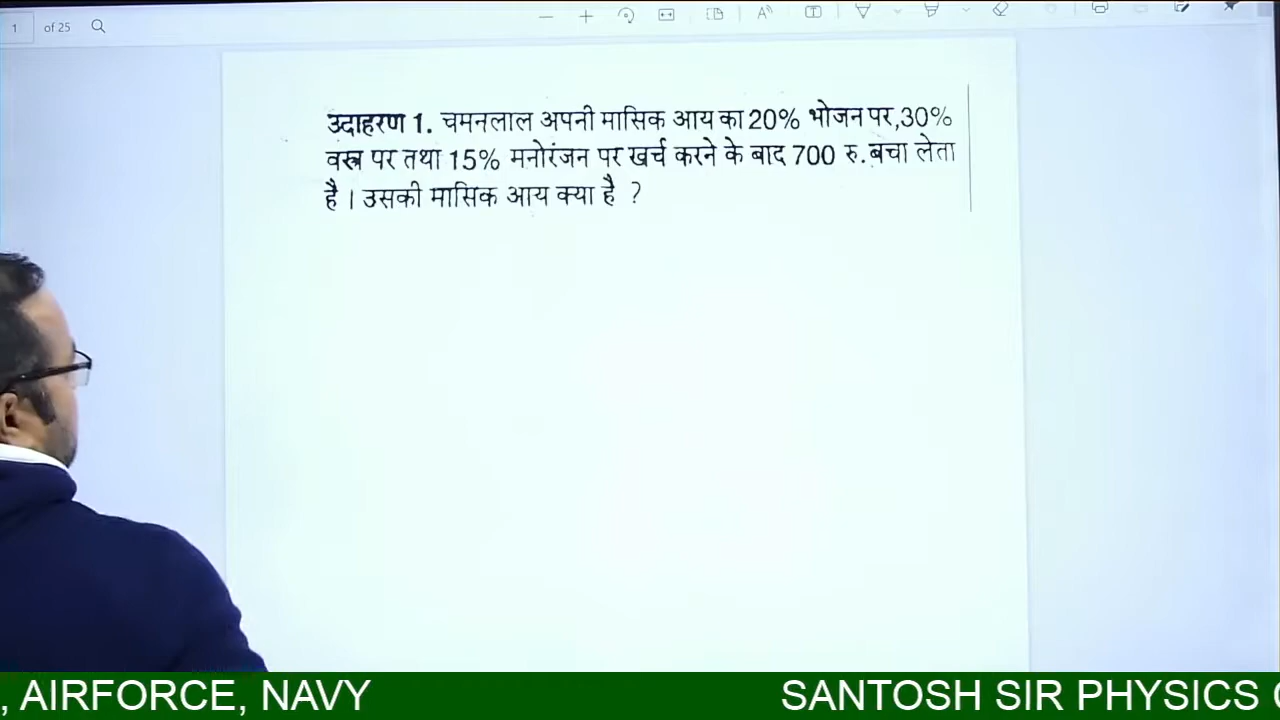 1 of 25
उदाहरण 1. चमनलाल अपनी मासिक आय का 20% भोजन पर,30%
वस्त्र पर तथा 15% मनोरंजन पर खर्च करने के बाद 700 रु. बचा लेता
है । उसकी मासिक आय क्या है ?
, AIRFORCE, NAVY SANTOSH SIR PHYSICS